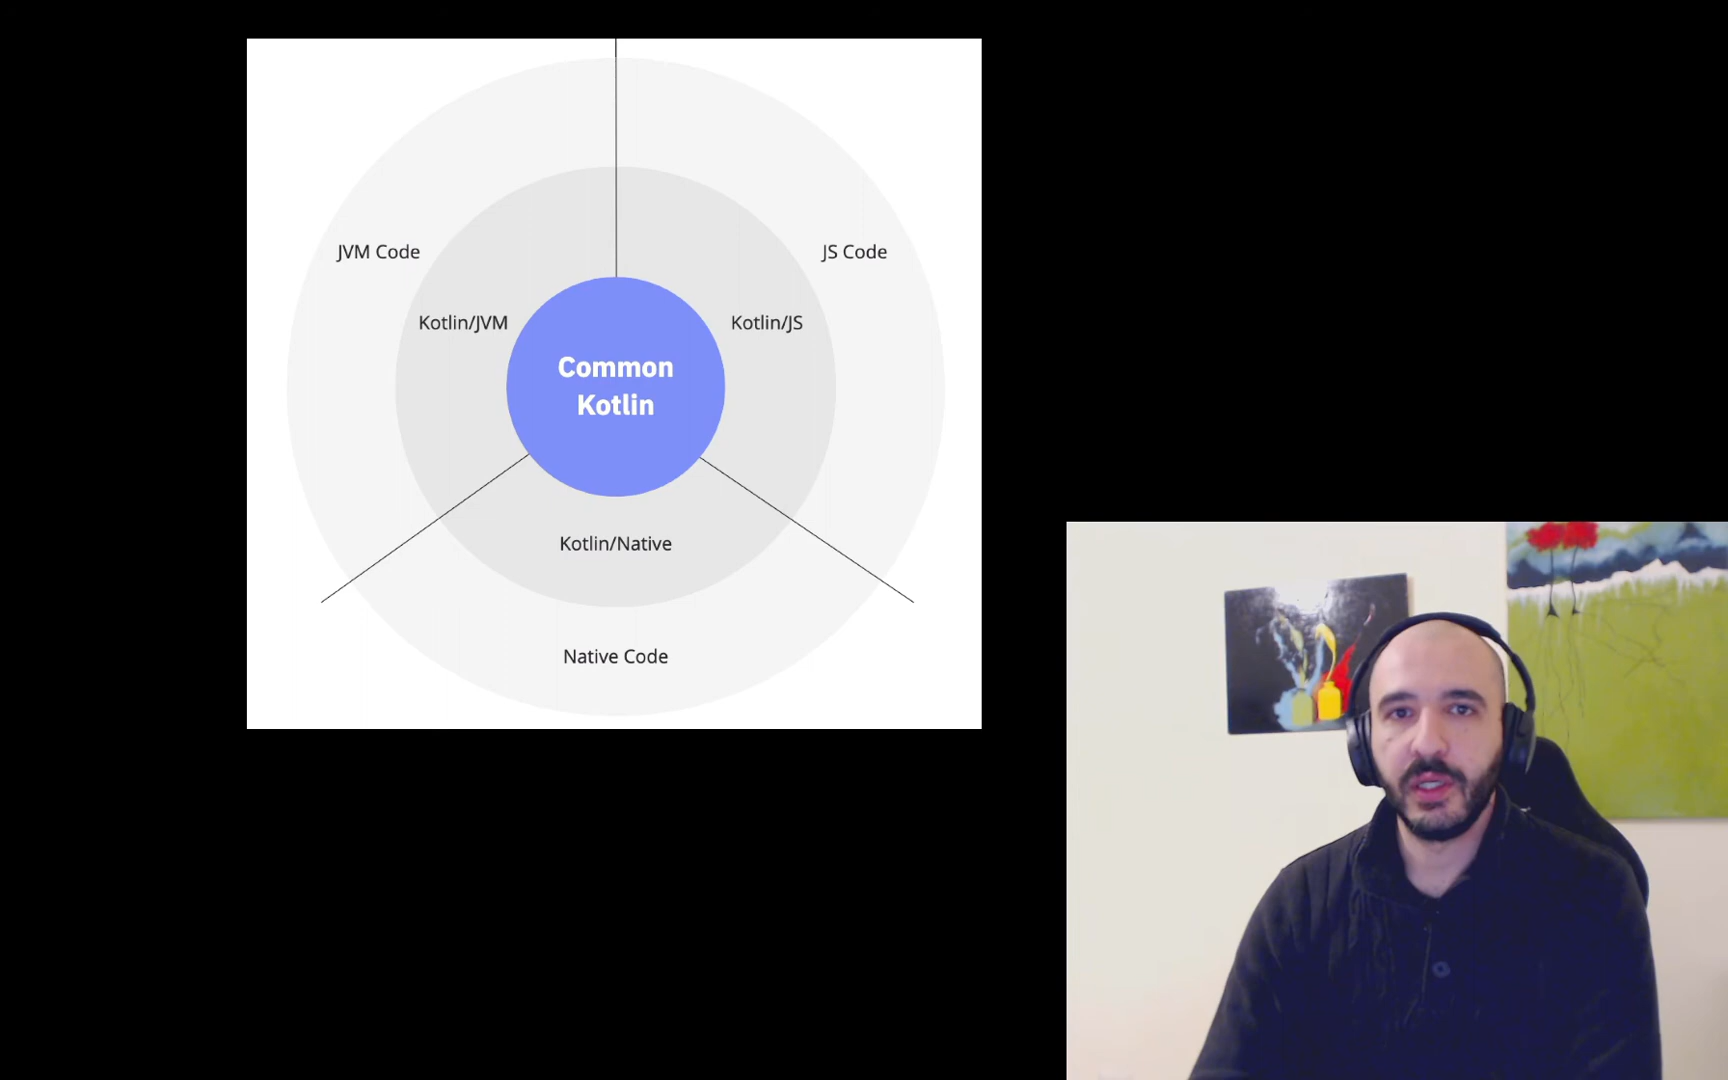 JVM Code
JS Code
Kotlin/JVM
Kotlin/JS
Common
Kotlin
Kotlin/Native
Native Code